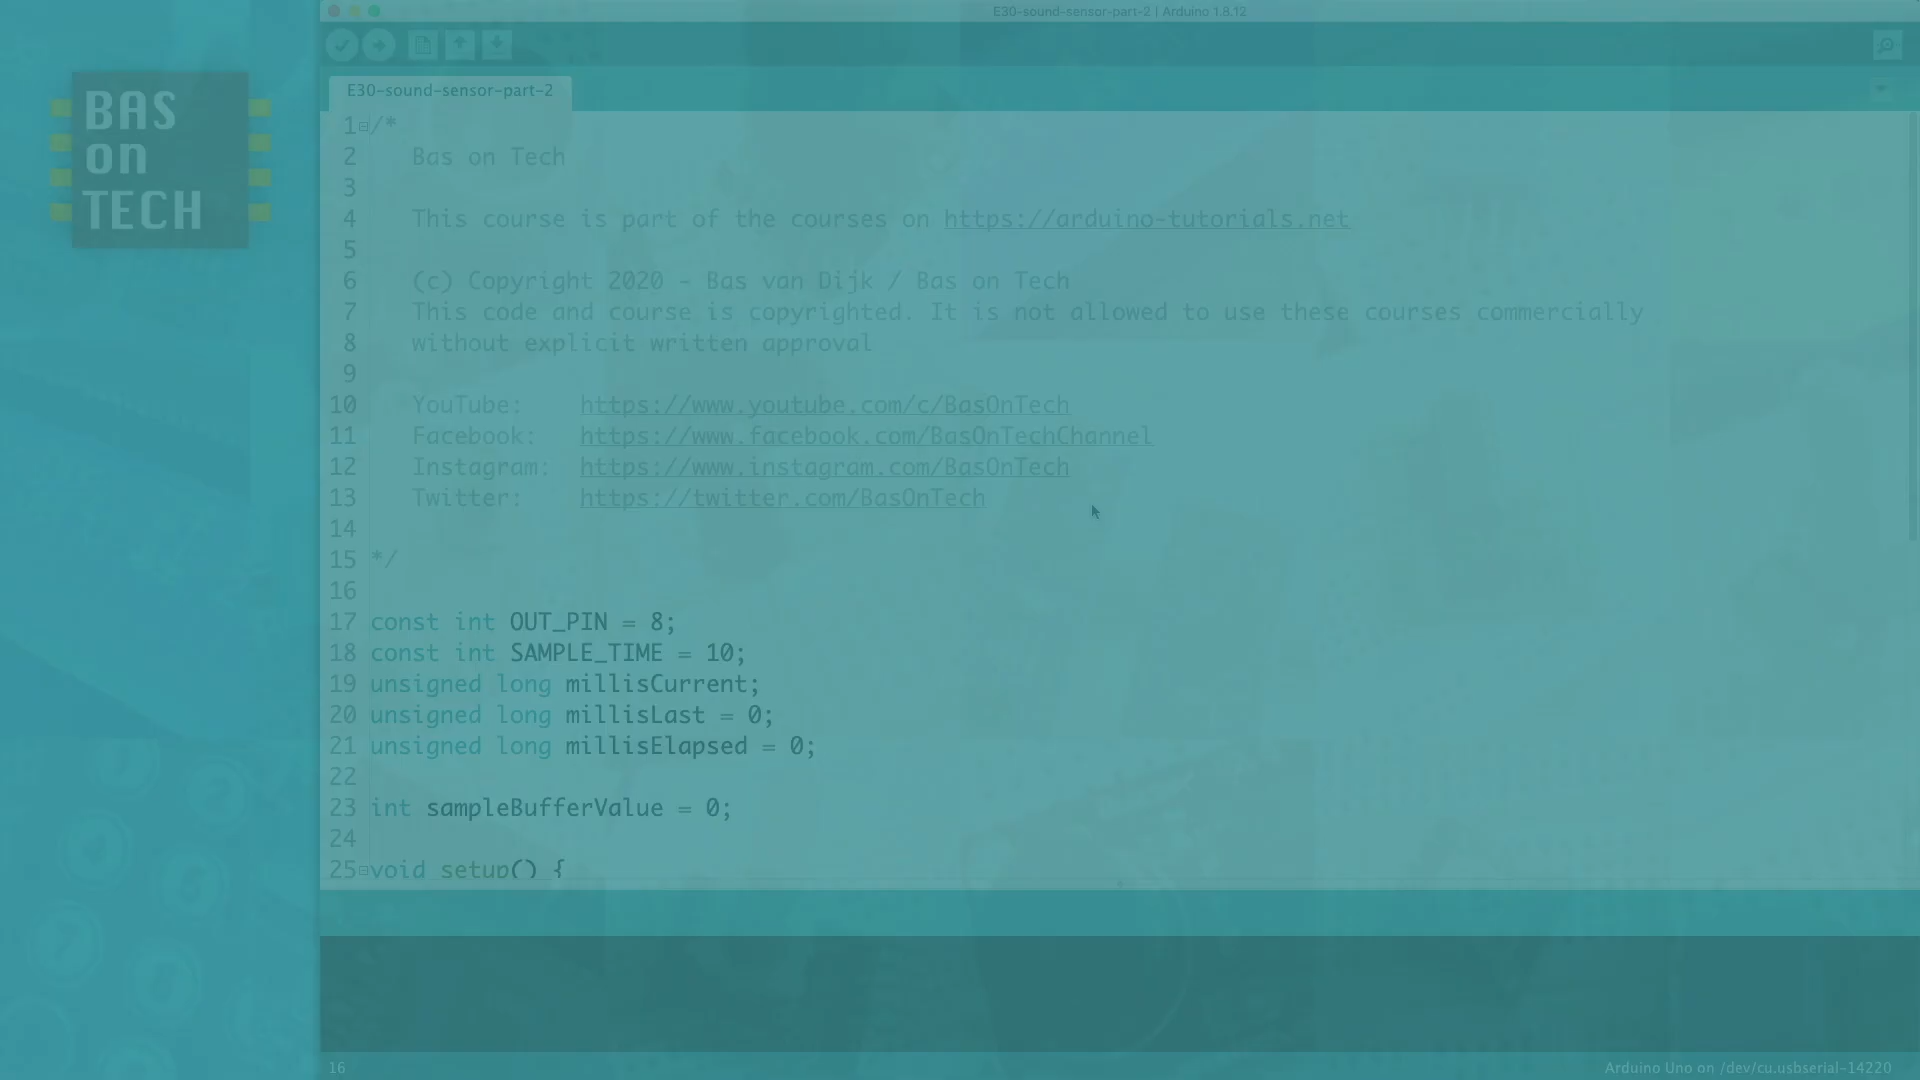 E30-sound-sensor-part-2 | Arduino 1.8.12
BAS
on
TECH
E30-sound-sensor-part-2
1 /*
2 Bas on Tech
3
4 This course is part of the courses on https://arduino-tutorials.net
5
6 (c) Copyright 2020 - Bas van Dijk / Bas on Tech
7 This code and course is copyrighted. It is not allowed to use these courses commercially
8 without explicit written approval
9
10 YouTube: https://www.youtube.com/c/BasOnTech
11 Facebook: https://www.facebook.com/BasOnTechChannel
12 Instagram: https://www.instagram.com/BasOnTech
13 Twitter: https://twitter.com/BasOnTech
14
15 */
16
17 const int OUT_PIN = 8;
18 const int SAMPLE_TIME = 10;
19 unsigned long millisCurrent;
20 unsigned long millisLast = 0;
21 unsigned long millisElapsed = 0;
22
23 int sampleBufferValue = 0;
24
25 void setup() {
16
Arduino Uno on /dev/cu.usbserial-14220